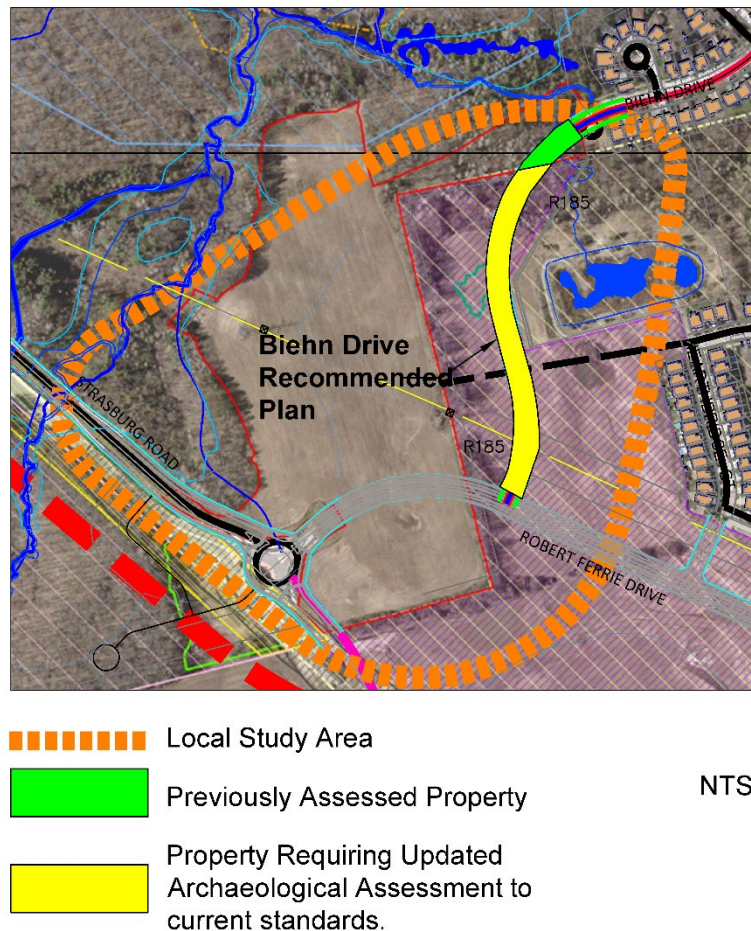 BIEHN DRIVE
R185
Biehn Drive
Recommended
Plan
STRASBURG ROAD
R185
ROBERT FERRIE DRIVE
Local Study Area
Previously Assessed Property
NTS
Property Requiring Updated
Archaeological Assessment to
current standards.